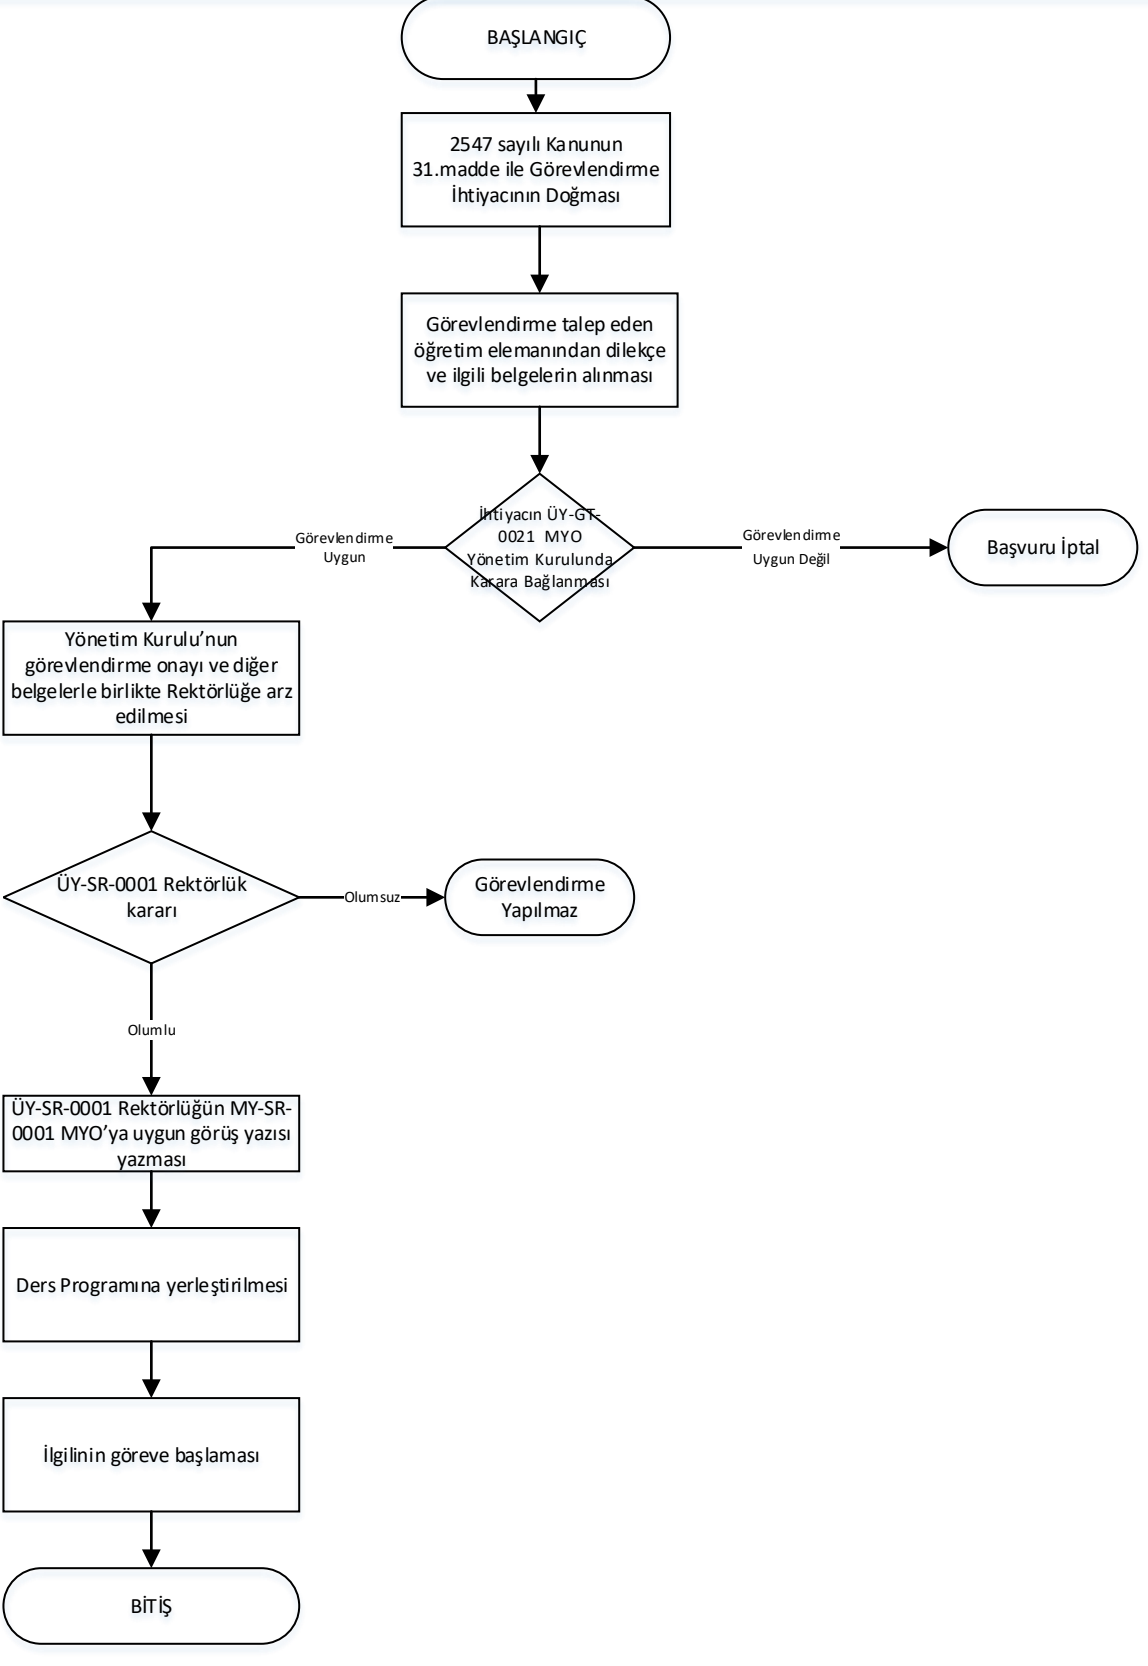 BAŞLANGIÇ
2547 sayılı Kanunun
31.madde ile Görevlendirme
İhtiyacının Doğması
Görevlendirme talep eden
öğretim elemanından dilekçe
ve ilgili belgelerin alınması
İhtiyacın ÜY-GT-
0021 MYO
Yönetim Kurulunda
Karara Bağlanması
Görevlendirme
Uygun
Görevlendirme
Uygun Değil
Başvuru İptal
Yönetim Kurulu’nun
görevlendirme onayı ve diğer
belgelerle birlikte Rektörlüğe arz
edilmesi
ÜY-SR-0001 Rektörlük
kararı
Olumsuz
Görevlendirme
Yapılmaz
Olumlu
ÜY-SR-0001 Rektörlüğün MY-SR-
0001 MYO’ya uygun görüş yazısı
yazması
Ders Programına yerleştirilmesi
İlgilinin göreve başlaması
BİTİŞ